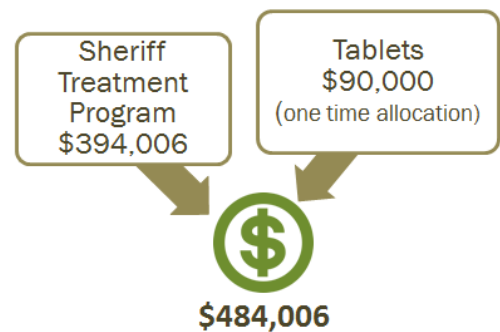 Sheriff
Treatment
Program
$394,006
Tablets
$90,000
(one time allocation)
$
$484,006